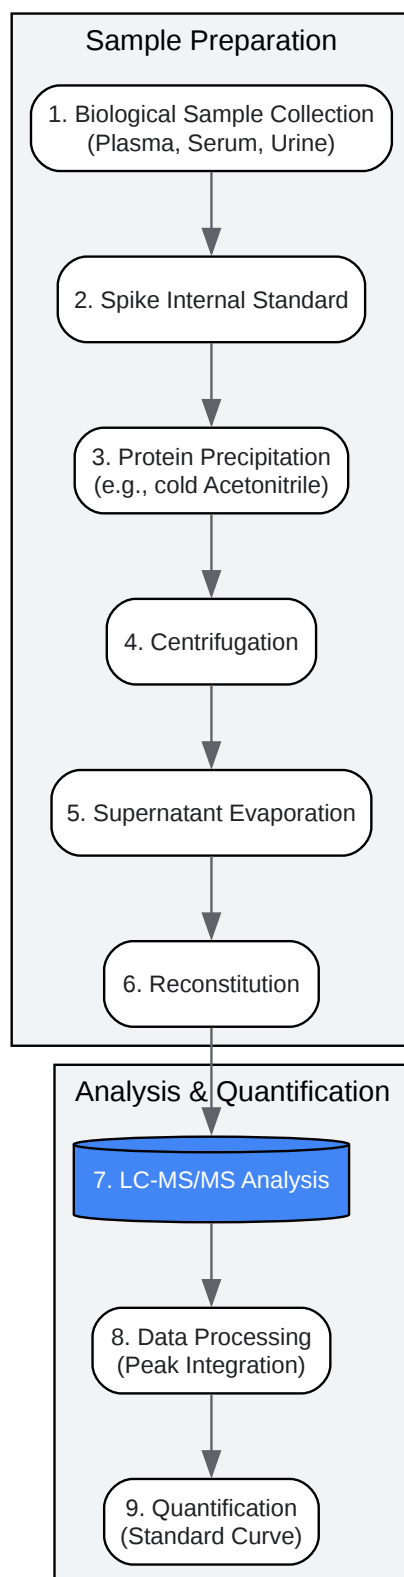 Sample Preparation
1. Biological Sample Collection
(Plasma, Serum, Urine)
2. Spike Internal Standard
3. Protein Precipitation
(e.g., cold Acetonitrile)
4. Centrifugation
5. Supernatant Evaporation
6. Reconstitution
Analysis & Quantification
7. LC-MS/MS Analysis
8. Data Processing
(Peak Integration)
9. Quantification
(Standard Curve)